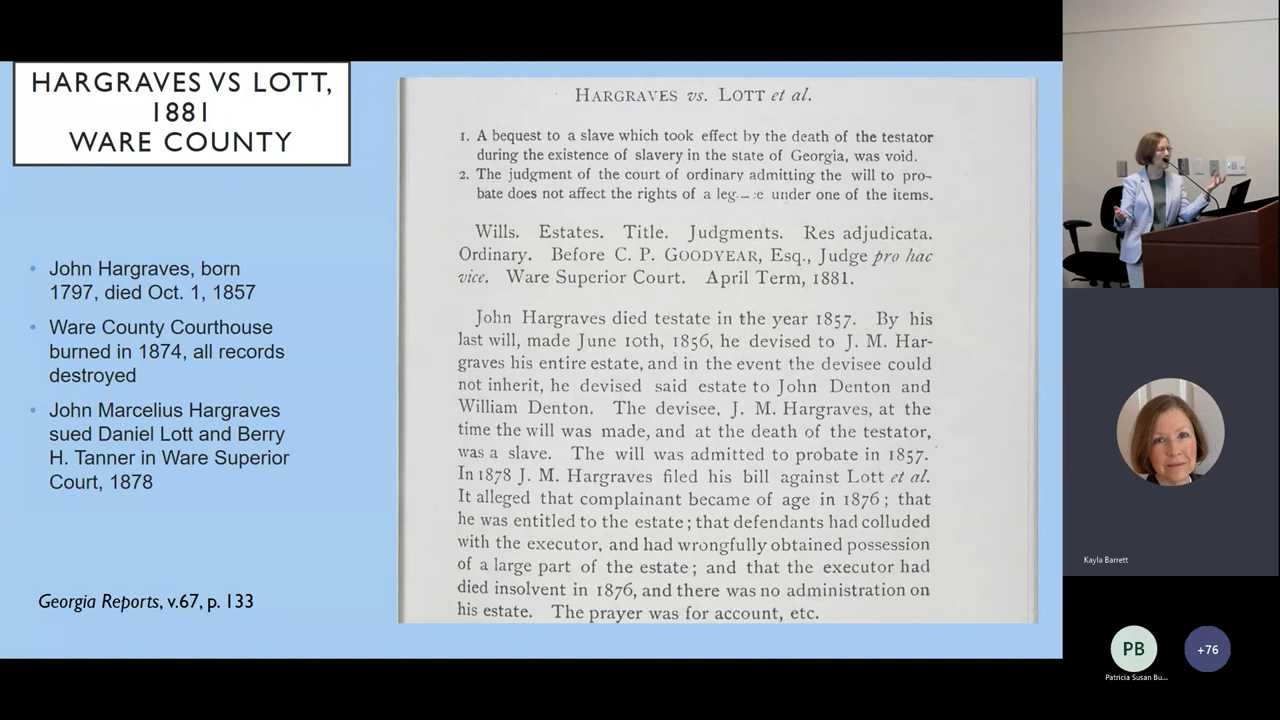 HARGRAVES VS LOTT,
1881
WARE COUNTY
• John Hargraves, born
1797, died Oct. 1, 1857
• Ware County Courthouse
burned in 1874, all records
destroyed
• John Marcelius Hargraves
sued Daniel Lott and Berry
H. Tanner in Ware Superior
Court, 1878
Georgia Reports, v.67, p. 133
HARGRAVES vs. LOTT et al.
1. A bequest to a slave which took effect by the death of the testator
during the existence of slavery in the state of Georgia, was void.
2. The judgment of the court of ordinary admitting the will to pro-
bate does not affect the rights of a under one of the items.
Wills. Estates. Title. Judgments. Res adjudicata.
Ordinary. Before C. P. GOODYEAR, Esq., Judge pro hac
vice. Ware Superior Court. April Term, 1881.
John Hargraves died testate in the year 1857. By his
last will, made June 10th, 1856, he devised to J. M. Har-
graves his entire estate, and in the event the devisee could
not inherit, he devised said estate to John Denton and
William Denton. The devisee, J. M. Hargraves, at the
time the will was made, and at the death of the testator,
was a slave. The will was admitted to probate in 1857.
In 1878 J. M. Hargraves filed his bill against Lott et al.
It alleged that complainant became of age in 1876; that
he was entitled to the estate; that defendants had colluded
with the executor, and had wrongfully obtained possession
of a large part of the estate; and that the executor had
died insolvent in 1876, and there was no administration on
his estate. The prayer was for account, etc.
Kayla Barrett
PB
+76
Patricia Susan Bu...